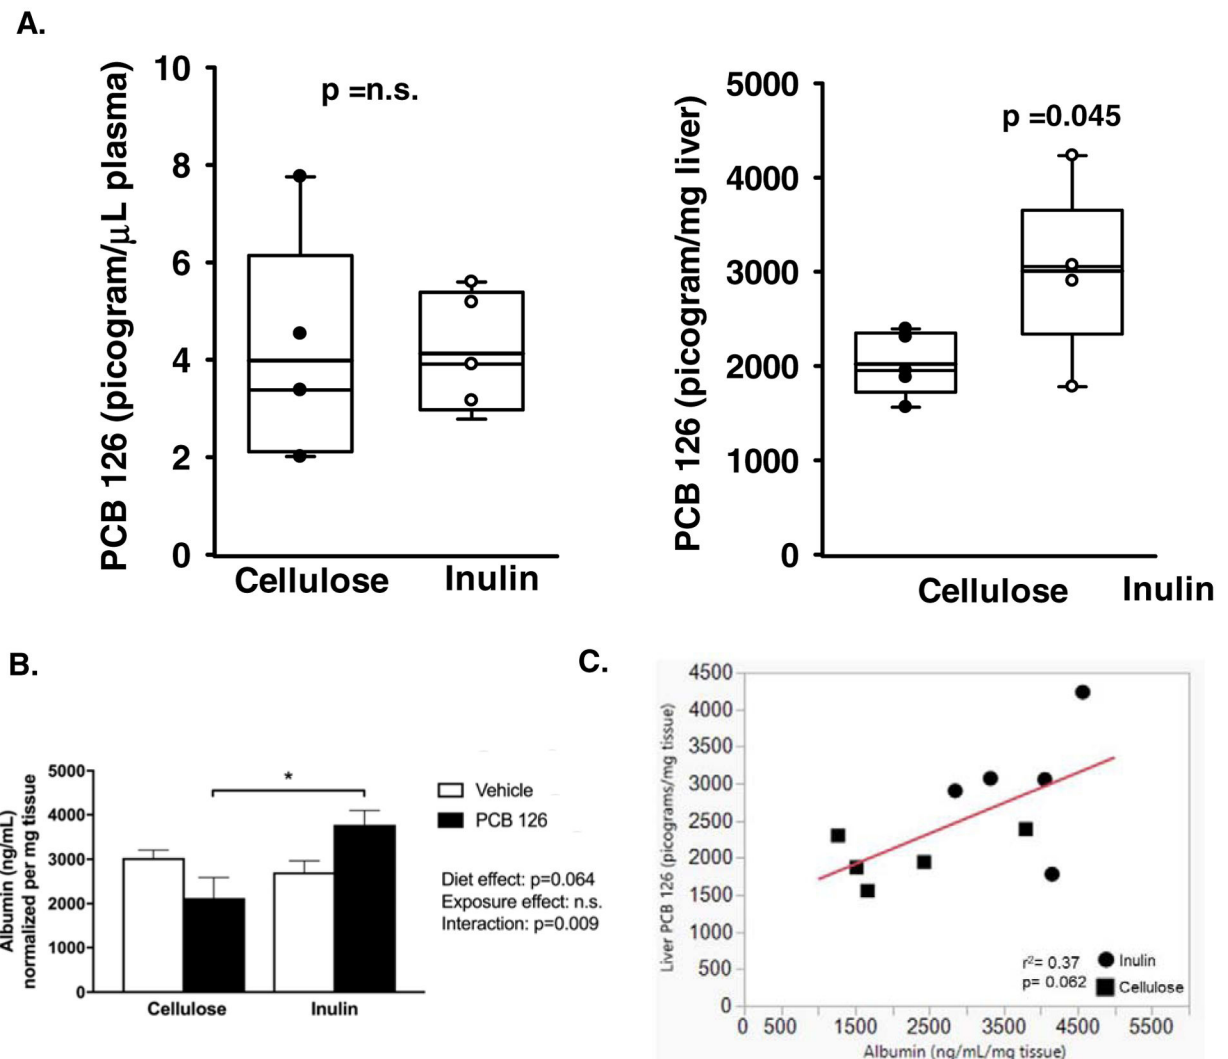 A.
PCB 126 (picogram/μL plasma)
10
8
6
4
2
0
p =n.s.
Cellulose
Inulin
PCB 126 (picogram/mg liver)
5000
4000
3000
2000
1000
0
p =0.045
Cellulose
Inulin
B.
Albumin (ng/mL)
normalized per mg tissue
5000
4000
3000
2000
1000
0
*
Cellulose
Inulin
Vehicle
PCB 126
Diet effect: p=0.064
Exposure effect: n.s.
Interaction: p=0.009
C.
Liver PCB 126 (picograms/mg tissue)
4500
4000
3500
3000
2500
2000
1500
1000
500
0
r²= 0.37
p= 0.062
Inulin
Cellulose
0 500 1500 2500 3500 4500 5500
Albumin (ng/mL/mg tissue)